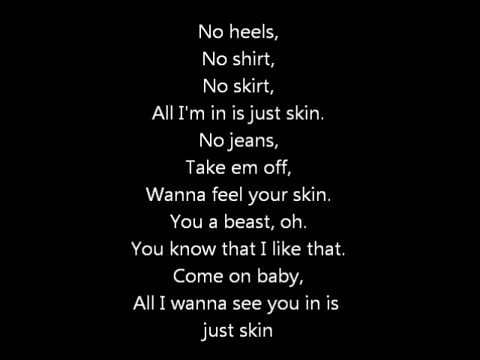 No heels,
No shirt,
No skirt,
All I'm in is just skin.
No jeans,
Take em off,
Wanna feel your skin.
You a beast, oh.
You know that I like that.
Come on baby,
All I wanna see you in is
just skin